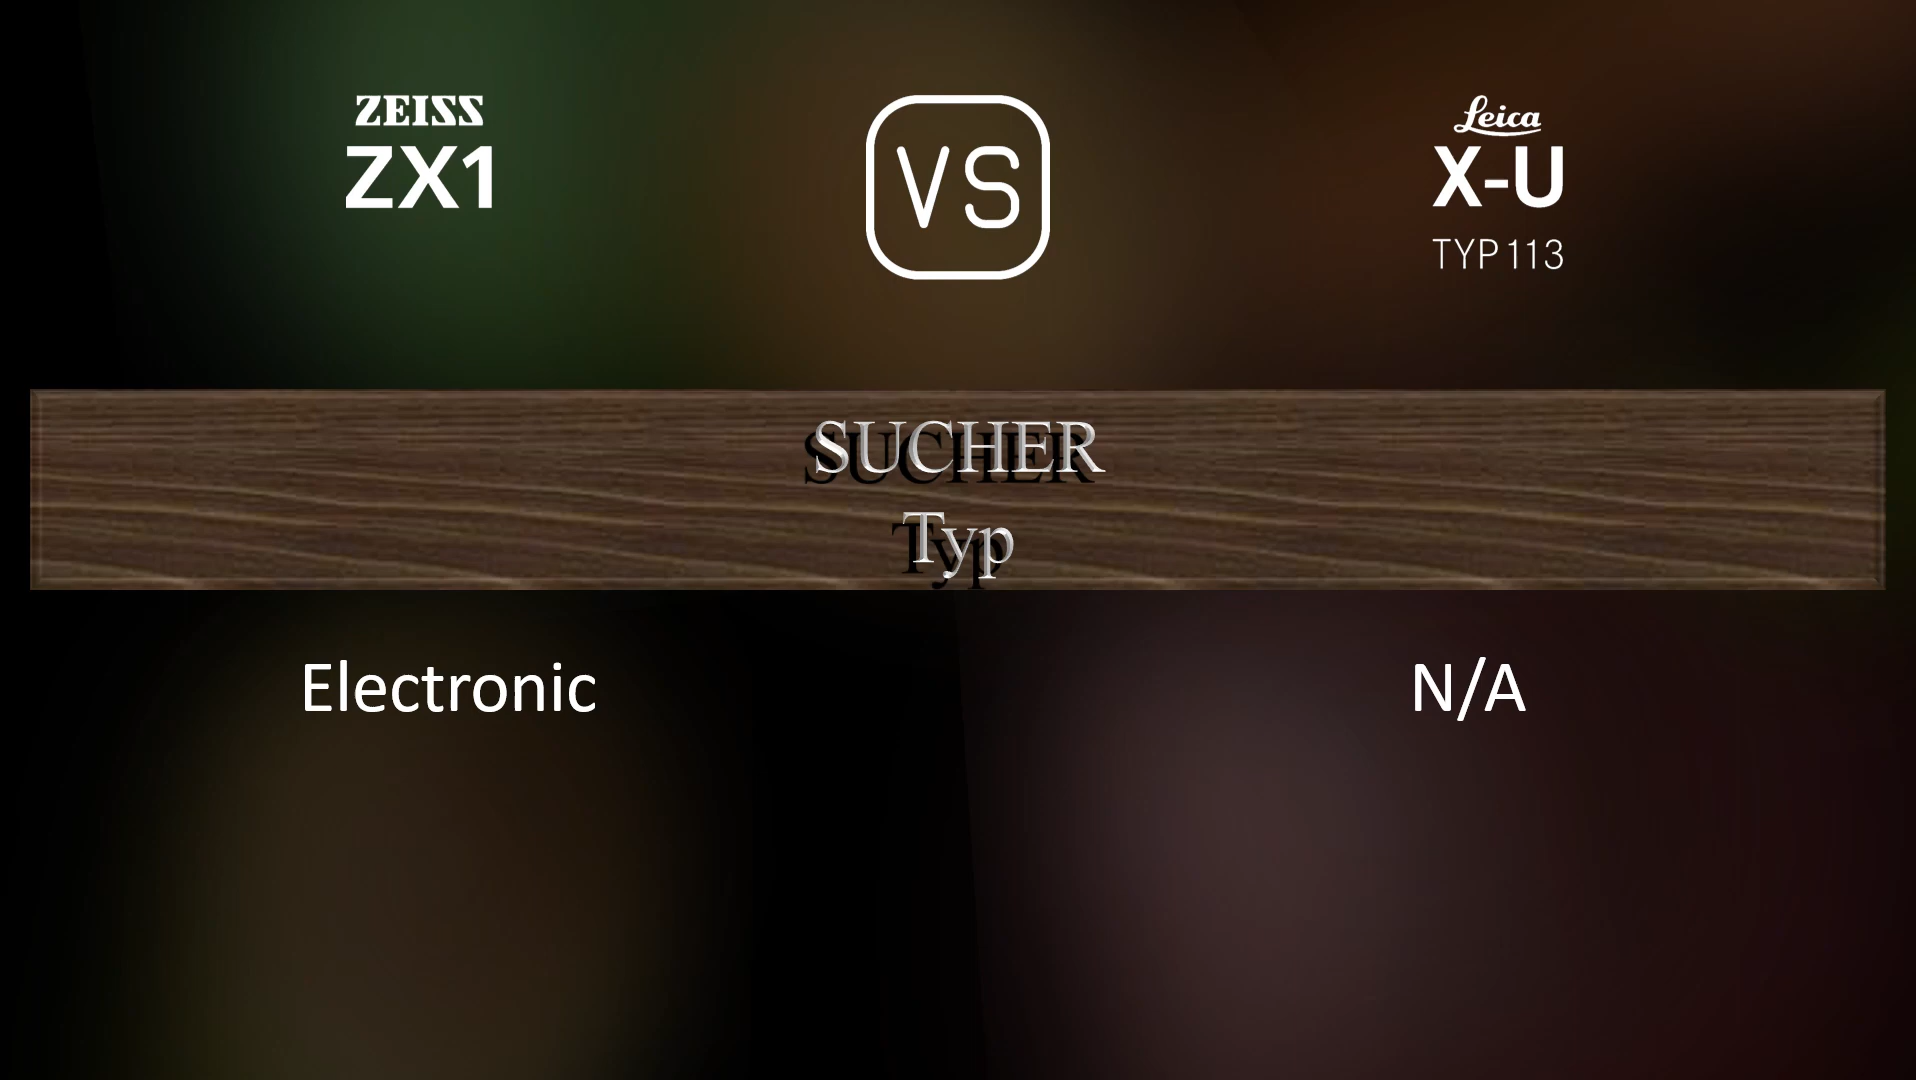 ZEISS
ZX1
VS
Leica
X-U
TYP 113
SUCHER
Typ
Electronic
N/A